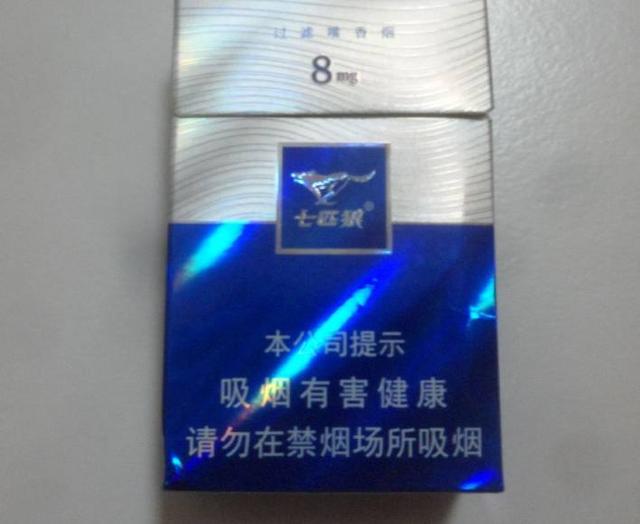 过滤嘴香烟
8mg
七匹狼®
本公司提示
吸烟有害健康
请勿在禁烟场所吸烟